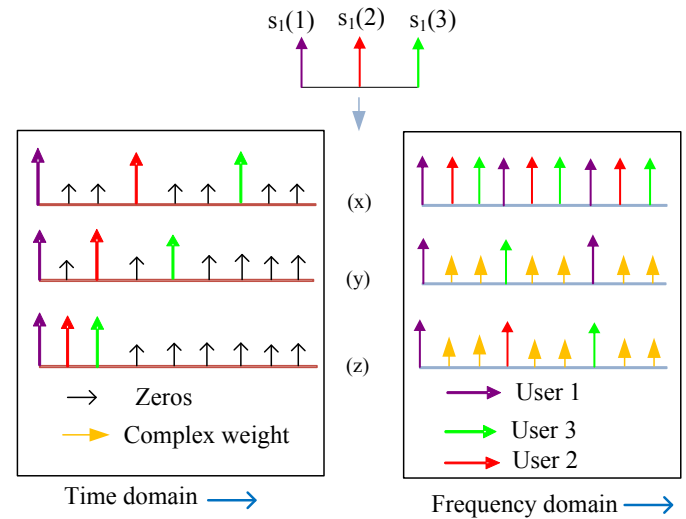 s₁(1) s₁(2) s₁(3)
(x)
(y)
(z)
Zeros
Complex weight
User 1
User 3
User 2
Time domain
Frequency domain